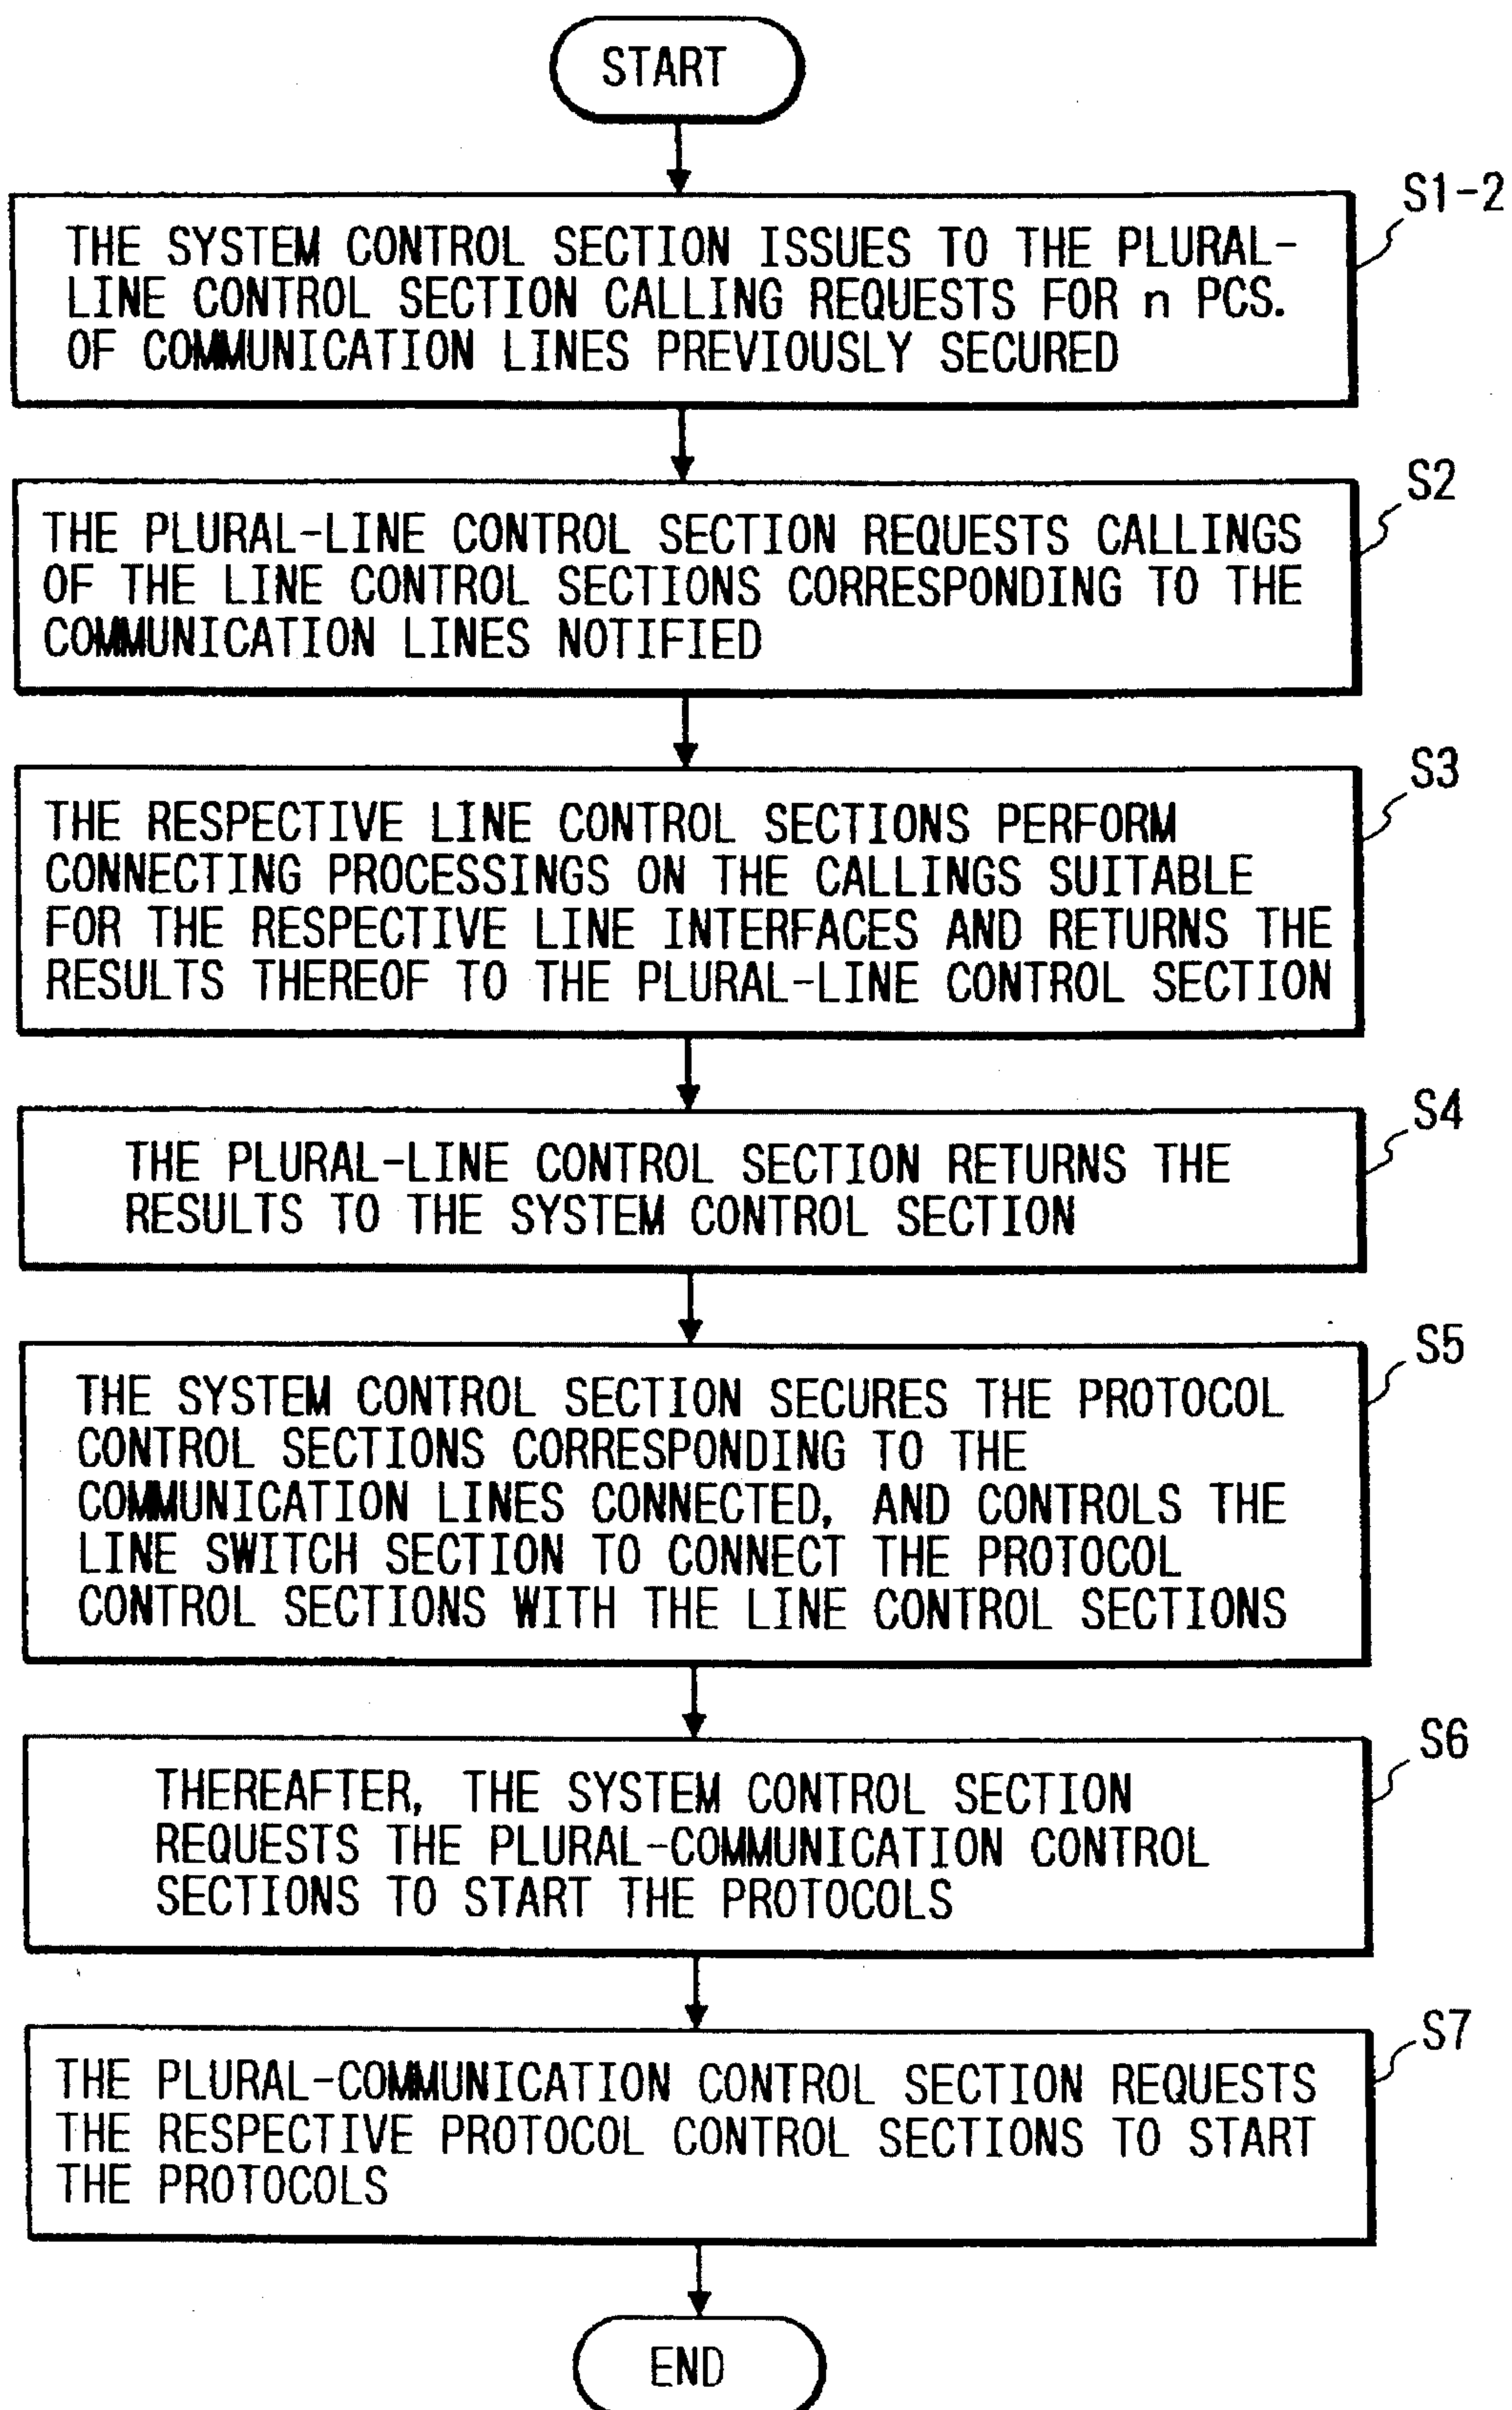 START
S1-2
THE SYSTEM CONTROL SECTION ISSUES TO THE PLURAL-
LINE CONTROL SECTION CALLING REQUESTS FOR n PCS.
OF COMMUNICATION LINES PREVIOUSLY SECURED
S2
THE PLURAL-LINE CONTROL SECTION REQUESTS CALLINGS
OF THE LINE CONTROL SECTIONS CORRESPONDING TO THE
COMMUNICATION LINES NOTIFIED
S3
THE RESPECTIVE LINE CONTROL SECTIONS PERFORM
CONNECTING PROCESSINGS ON THE CALLINGS SUITABLE
FOR THE RESPECTIVE LINE INTERFACES AND RETURNS THE
RESULTS THEREOF TO THE PLURAL-LINE CONTROL SECTION
S4
THE PLURAL-LINE CONTROL SECTION RETURNS THE
RESULTS TO THE SYSTEM CONTROL SECTION
S5
THE SYSTEM CONTROL SECTION SECURES THE PROTOCOL
CONTROL SECTIONS CORRESPONDING TO THE
COMMUNICATION LINES CONNECTED, AND CONTROLS THE
LINE SWITCH SECTION TO CONNECT THE PROTOCOL
CONTROL SECTIONS WITH THE LINE CONTROL SECTIONS
S6
THEREAFTER, THE SYSTEM CONTROL SECTION
REQUESTS THE PLURAL-COMMUNICATION CONTROL
SECTIONS TO START THE PROTOCOLS
S7
THE PLURAL-COMMUNICATION CONTROL SECTION REQUESTS
THE RESPECTIVE PROTOCOL CONTROL SECTIONS TO START
THE PROTOCOLS
END